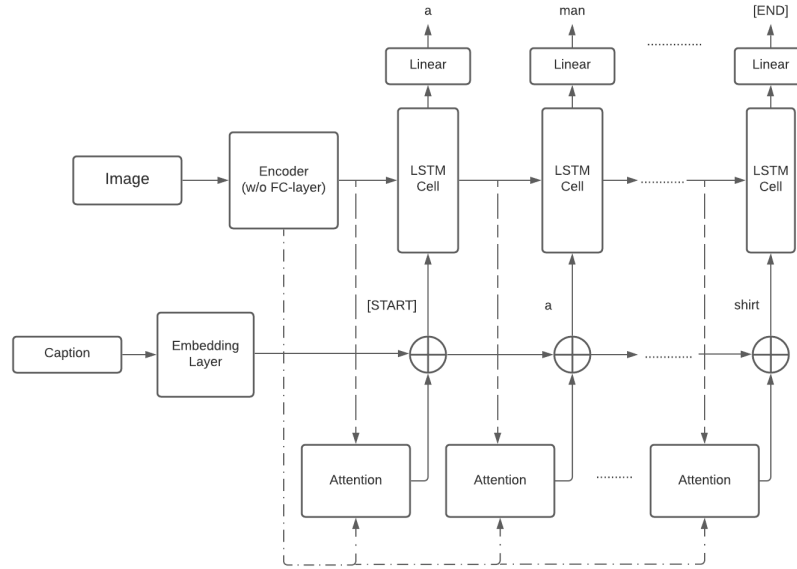 a
man
[END]
Linear
Linear
Linear
Image
Encoder
(w/o FC-layer)
LSTM
Cell
LSTM
Cell
LSTM
Cell
[START]
a
shirt
Caption
Embedding
Layer
Attention
Attention
Attention